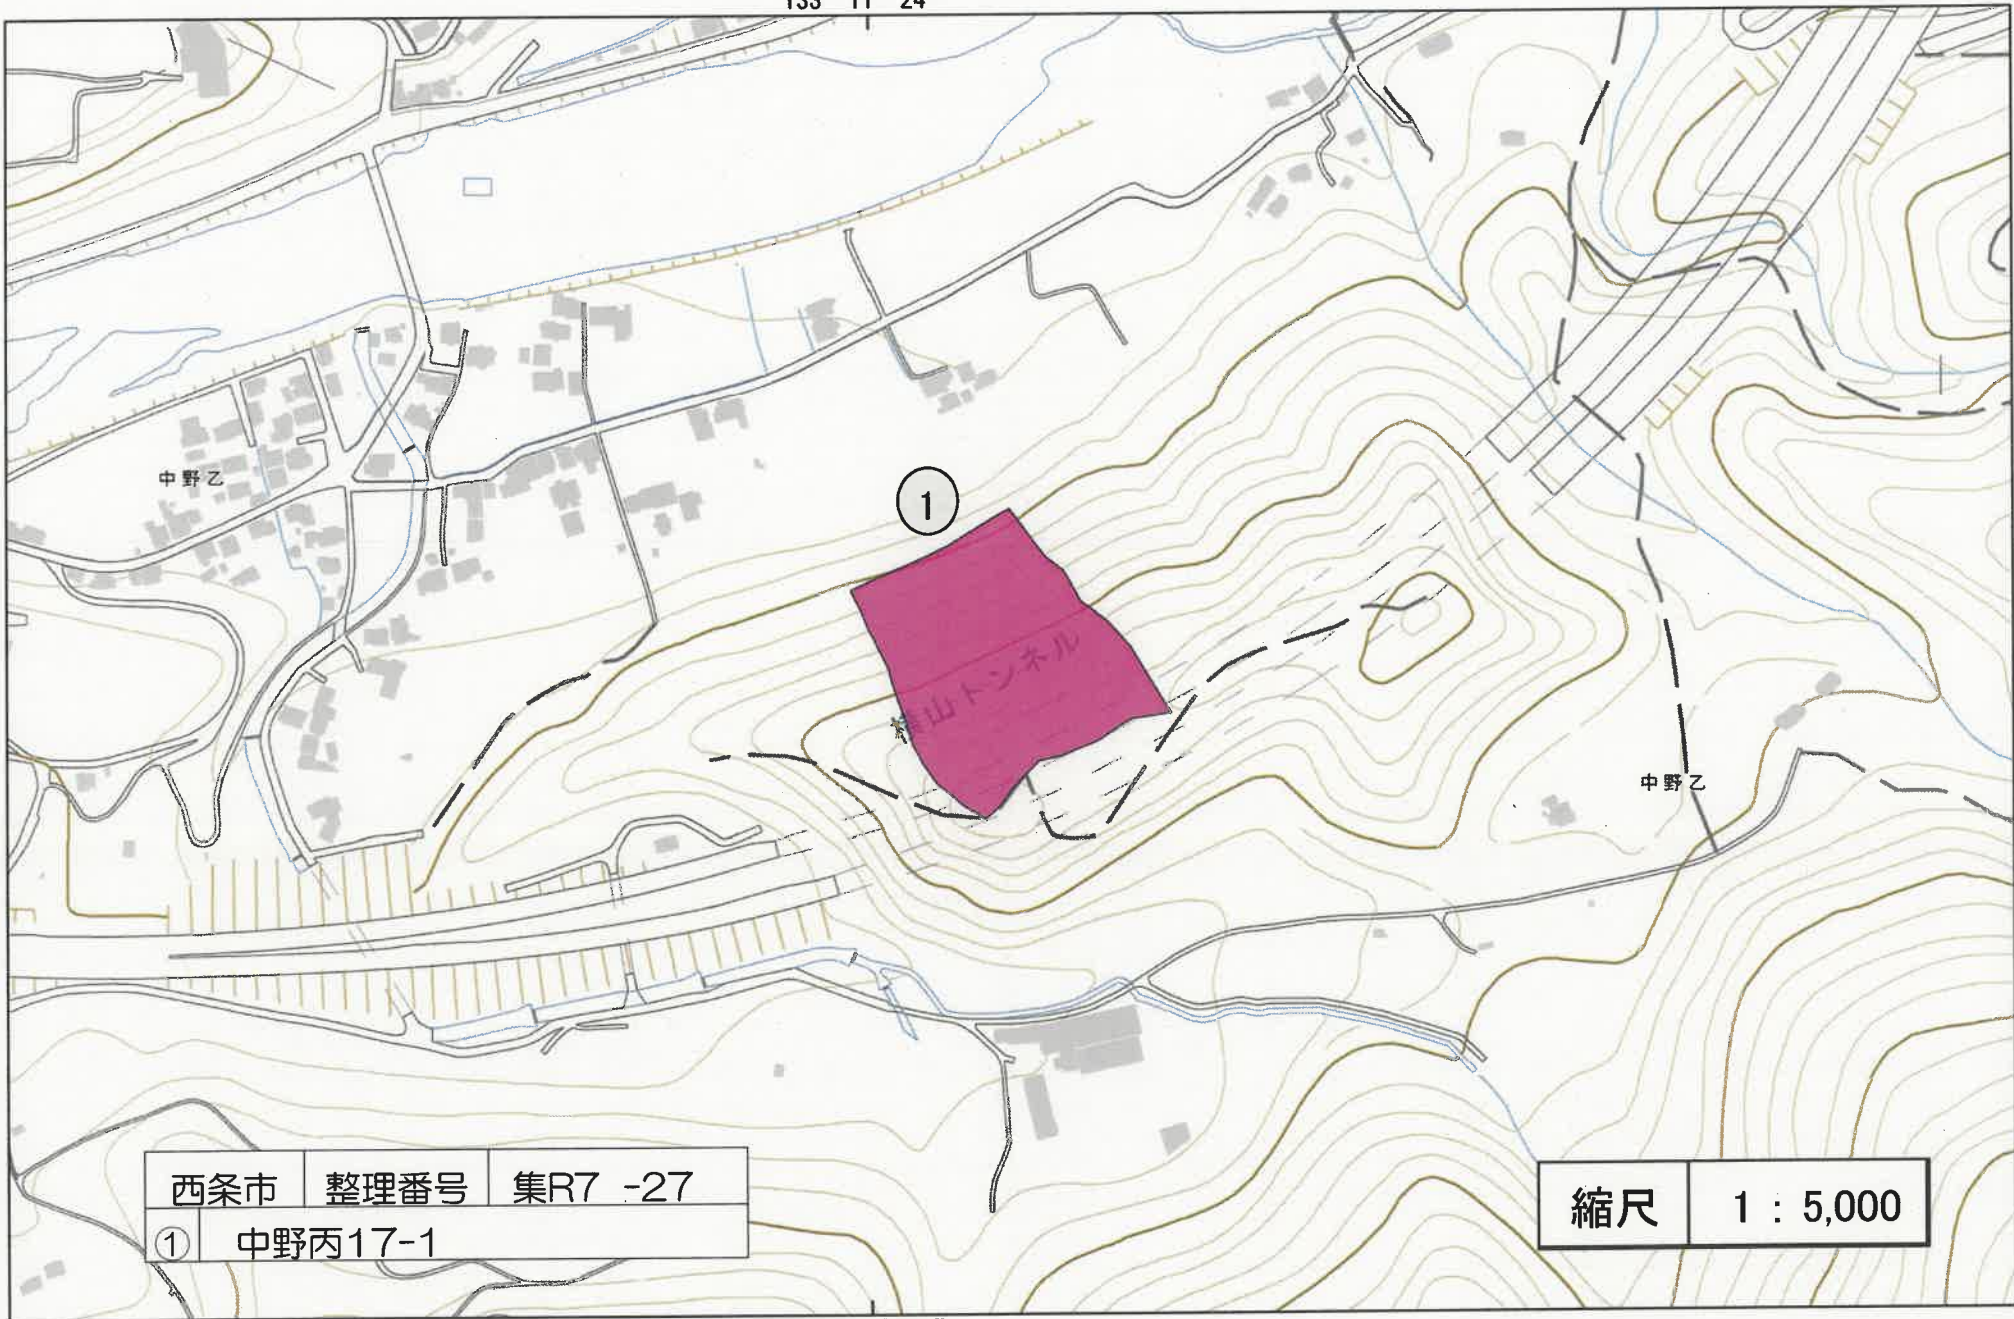 133 11 24
中野乙
1
山トンネル
中野乙
西条市 整理番号 集R7 -27
① 中野丙17-1
縮尺 1 : 5,000